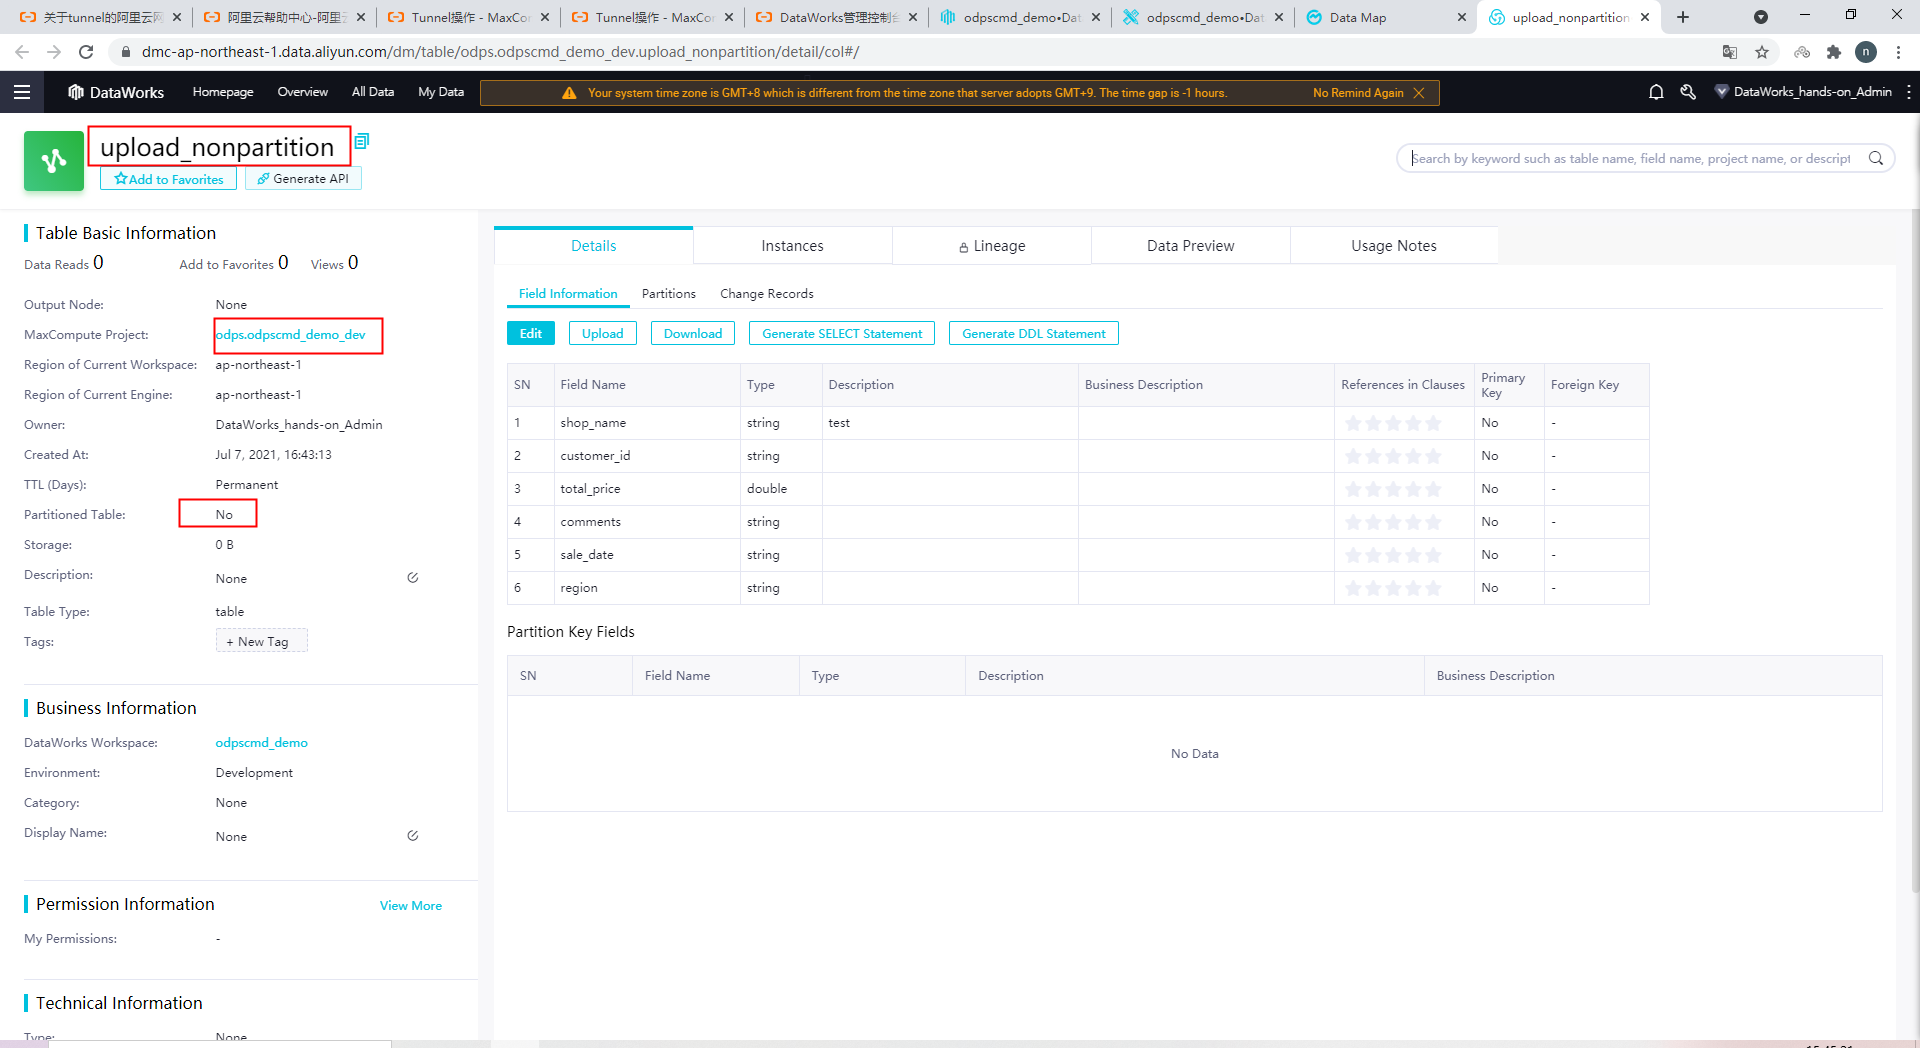 关于tunnel的阿里云网
阿里云帮助中心-阿里云
Tunnel操作 - MaxCor
Tunnel操作 - MaxCor
DataWorks管理控制台
odpscmd_demo•Dat
odpscmd_demo•Dat
Data Map
upload_nonpartition
dmc-ap-northeast-1.data.aliyun.com/dm/table/odps.odpscmd_demo_dev.upload_nonpartition/detail/col#/
n
DataWorks Homepage Overview All Data My Data
Your system time zone is GMT+8 which is different from the time zone that server adopts GMT+9. The time gap is -1 hours. No Remind Again
DataWorks_hands-on_Admin
upload_nonpartition
Add to Favorites Generate API
Search by keyword such as table name, field name, project name, or descript
Table Basic Information
Data Reads 0 Add to Favorites 0 Views 0
Output Node: None
MaxCompute Project: odps.odpscmd_demo_dev
Region of Current Workspace: ap-northeast-1
Region of Current Engine: ap-northeast-1
Owner: DataWorks_hands-on_Admin
Created At: Jul 7, 2021, 16:43:13
TTL (Days): Permanent
Partitioned Table: No
Storage: 0 B
Description: None
Table Type: table
Tags: + New Tag
Business Information
DataWorks Workspace: odpscmd_demo
Environment: Development
Category: None
Display Name: None
Permission Information View More
My Permissions: -
Technical Information
Type: None
Details Instances Lineage Data Preview Usage Notes
Field Information Partitions Change Records
Edit Upload Download Generate SELECT Statement Generate DDL Statement
SN Field Name Type Description Business Description References in Clauses Primary Key Foreign Key
1 shop_name string test No -
2 customer_id string No -
3 total_price double No -
4 comments string No -
5 sale_date string No -
6 region string No -
Partition Key Fields
SN Field Name Type Description Business Description
No Data